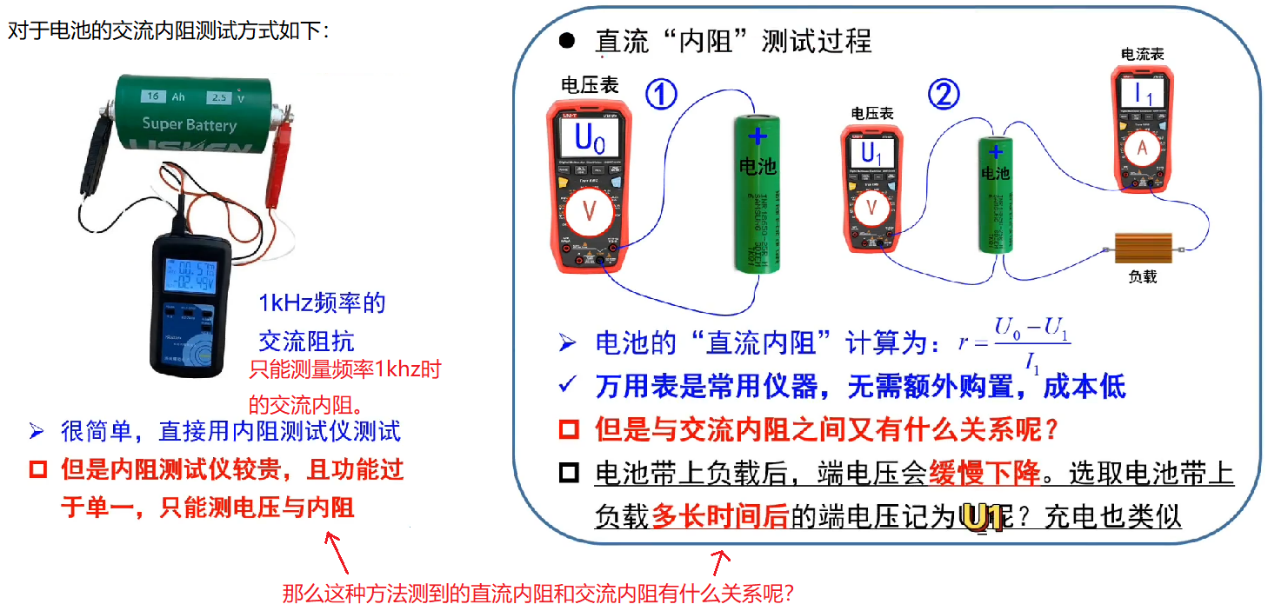 对于电池的交流内阻测试方式如下：
16 Ah 2.5 V
Super Battery
1kHz频率的
交流阻抗
只能测量频率1khz时
的交流内阻。
➢ 很简单，直接用内阻测试仪测试
但是内阻测试仪较贵，且功能过
于单一，只能测电压与内阻
● 直流“内阻”测试过程
电压表
①
U0
V
+
电池
②
电压表
U1
V
+
电池
电流表
I1
A
负载
➢ 电池的“直流内阻”计算为：r = (U0 − U1) / I1
✓ 万用表是常用仪器，无需额外购置，成本低
但是与交流内阻之间又有什么关系呢？
电池带上负载后，端电压会缓慢下降。选取电池带上
负载多长时间后的端电压记为U1呢？充电也类似
那么这种方法测到的直流内阻和交流内阻有什么关系呢？